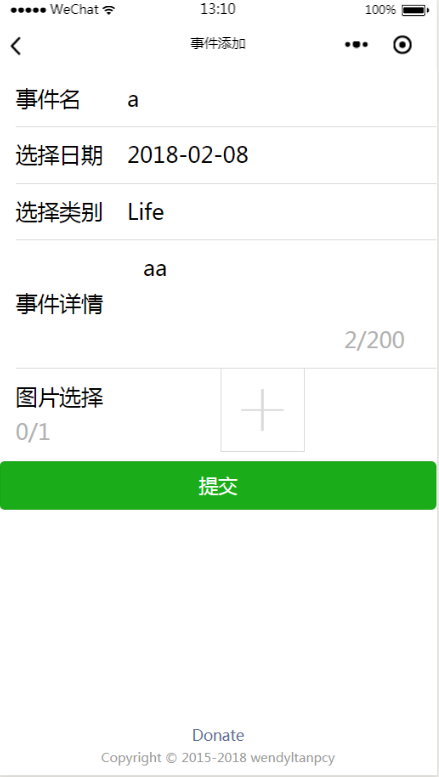 WeChat 13:10 100%
事件添加
事件名 a
选择日期 2018-02-08
选择类别 Life
aa
事件详情
2/200
图片选择
0/1
提交
Donate
Copyright © 2015-2018 wendyltanpcy